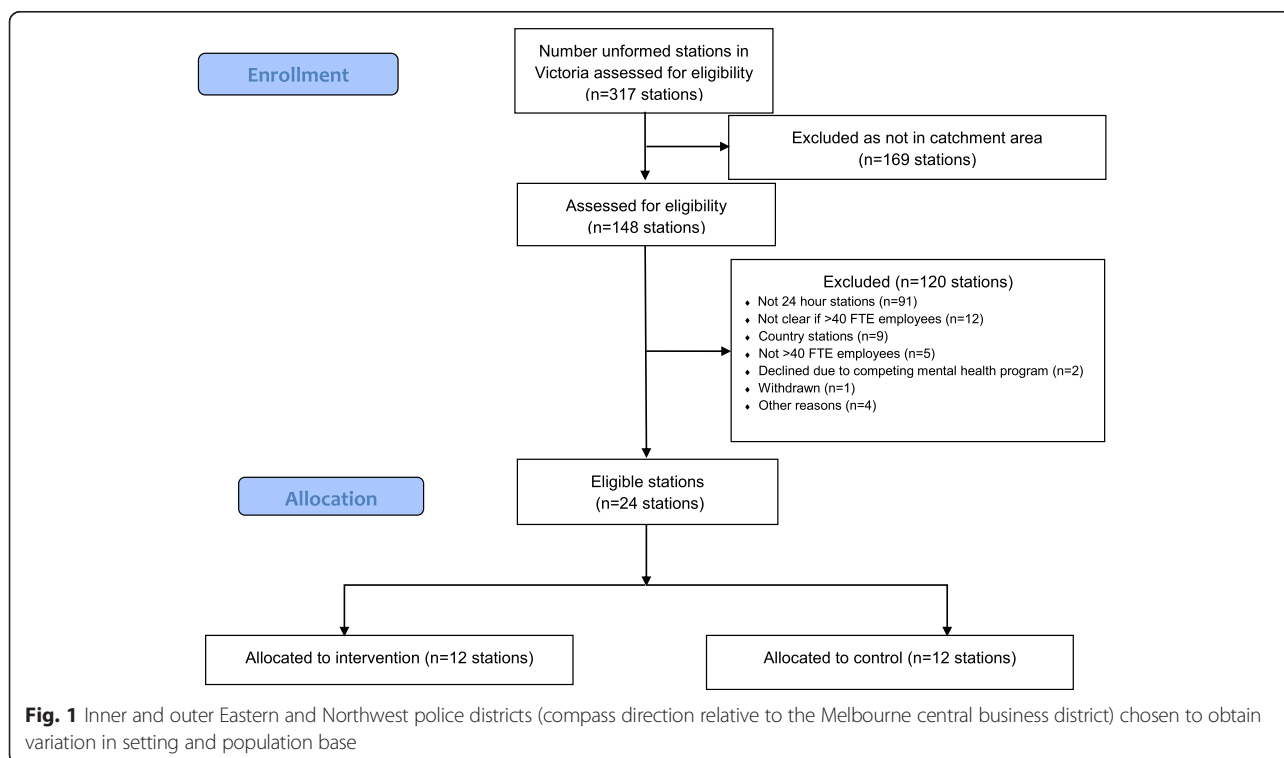 Enrollment
Number unformed stations in
Victoria assessed for eligibility
(n=317 stations)
Excluded as not in catchment area
(n=169 stations)
Assessed for eligibility
(n=148 stations)
Excluded (n=120 stations)
♦ Not 24 hour stations (n=91)
♦ Not clear if >40 FTE employees (n=12)
♦ Country stations (n=9)
♦ Not >40 FTE employees (n=5)
♦ Declined due to competing mental health program (n=2)
♦ Withdrawn (n=1)
♦ Other reasons (n=4)
Allocation
Eligible stations
(n=24 stations)
Allocated to intervention (n=12 stations)
Allocated to control (n=12 stations)
Fig. 1 Inner and outer Eastern and Northwest police districts (compass direction relative to the Melbourne central business district) chosen to obtain
variation in setting and population base